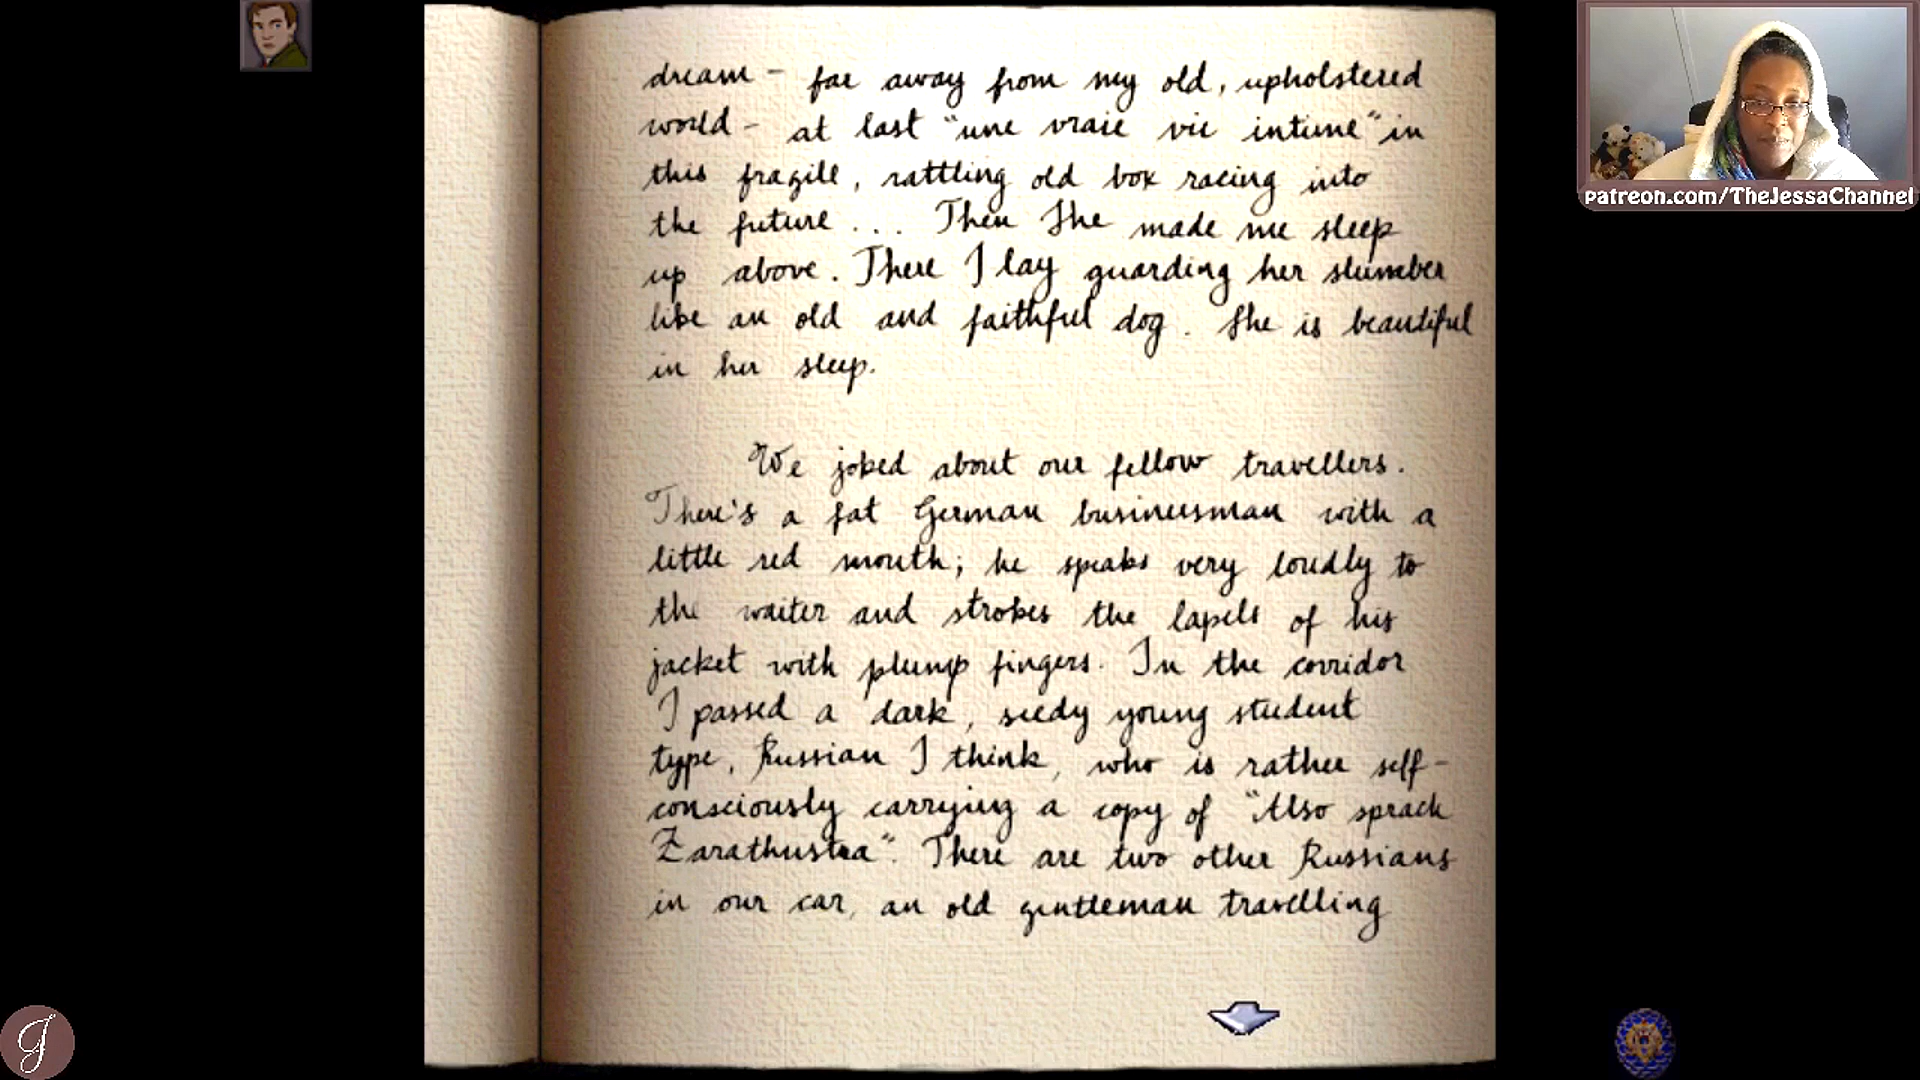 dream - far away from my old, upholstered
world - at last "une vraie vie intime" in
this fragile, rattling old box racing into
the future ... Then She made me sleep
up above. There I lay guarding her slumber
like an old and faithful dog. She is beautiful
in her sleep.
We joked about our fellow travellers.
There's a fat German businessman with a
little red mouth; he speaks very loudly to
the waiter and strokes the lapels of his
jacket with plump fingers. In the corridor
I passed a dark, seedy young student
type, Russian I think, who is rather self-
consciously carrying a copy of "Also sprach
Zarathustra". There are two other Russians
in our car, an old gentleman travelling
patreon.com/TheJessaChannel
J